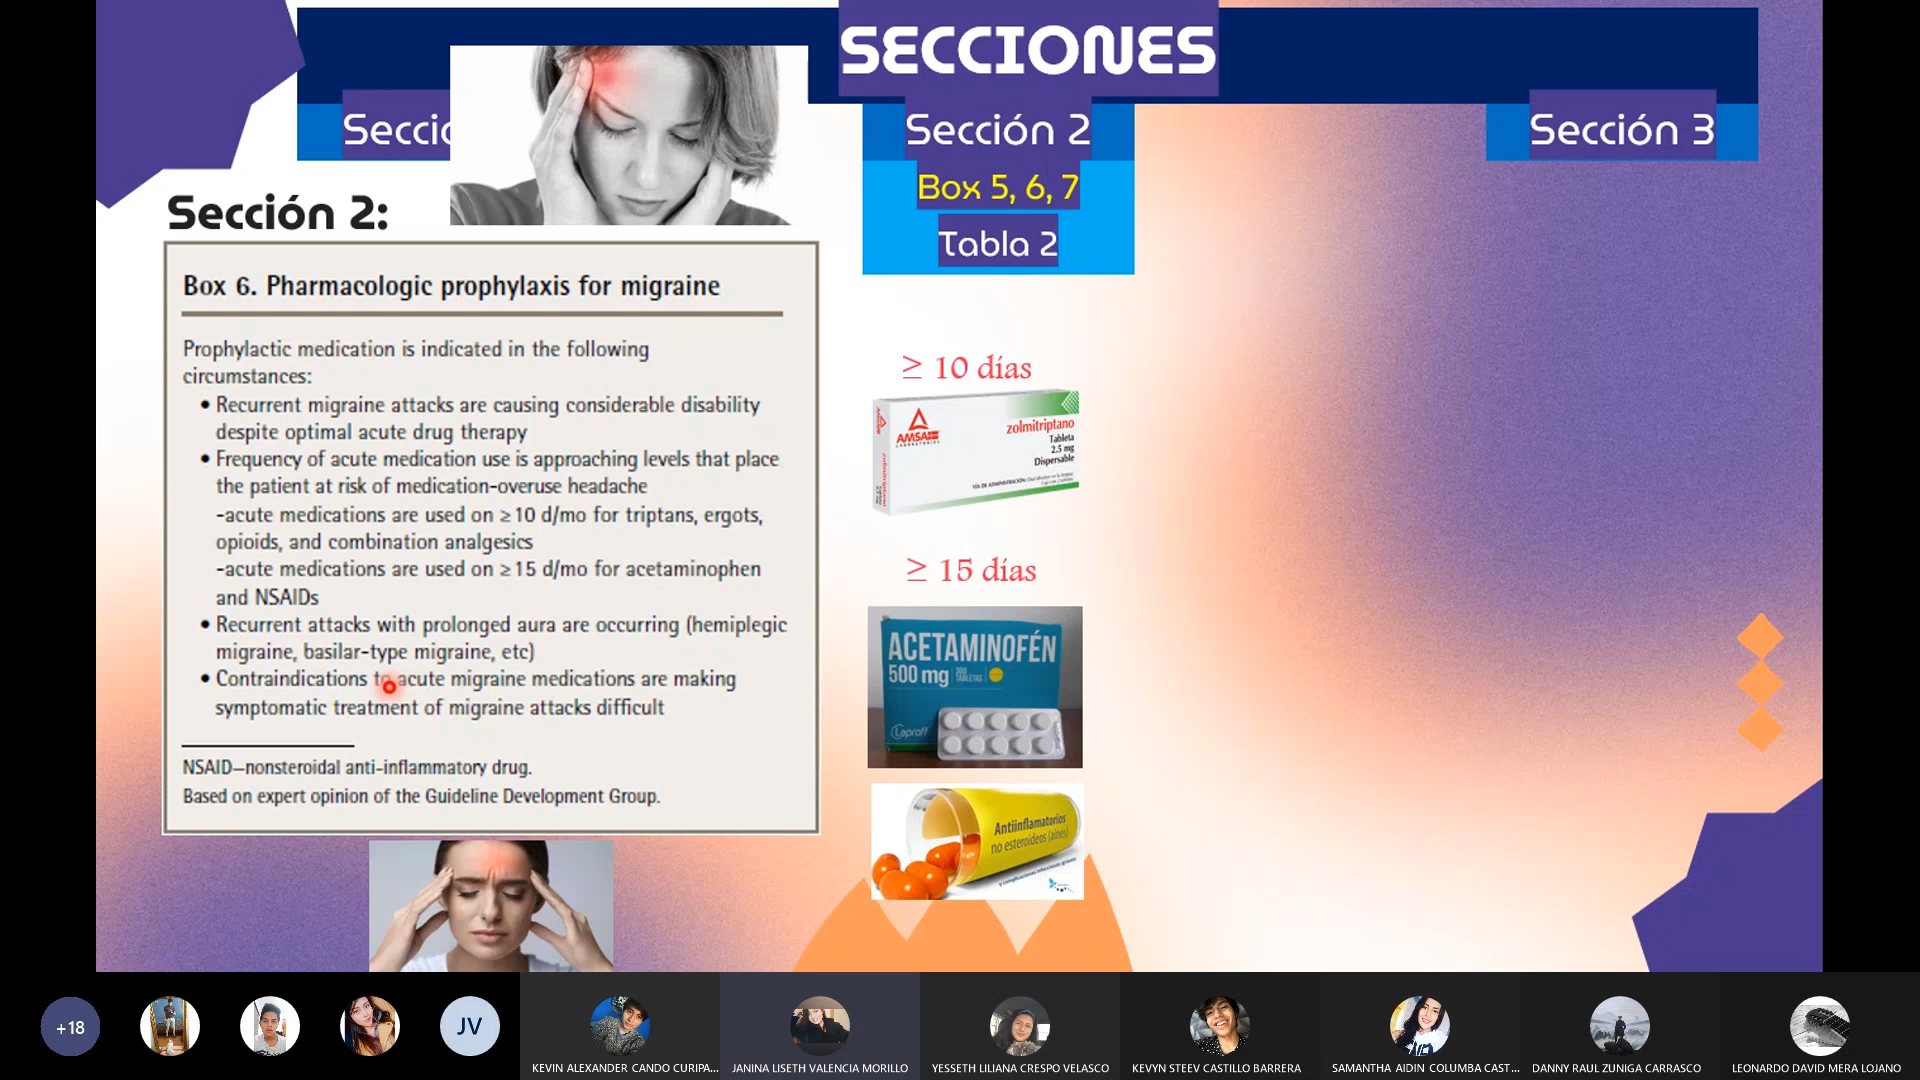 SECCIONES
Secció
Sección 2
Sección 3
Box 5, 6, 7
Tabla 2
Sección 2:
Box 6. Pharmacologic prophylaxis for migraine
Prophylactic medication is indicated in the following
circumstances:
• Recurrent migraine attacks are causing considerable disability
despite optimal acute drug therapy
• Frequency of acute medication use is approaching levels that place
the patient at risk of medication-overuse headache
-acute medications are used on ≥10 d/mo for triptans, ergots,
opioids, and combination analgesics
-acute medications are used on ≥15 d/mo for acetaminophen
and NSAIDs
• Recurrent attacks with prolonged aura are occurring (hemiplegic
migraine, basilar-type migraine, etc)
• Contraindications to acute migraine medications are making
symptomatic treatment of migraine attacks difficult
NSAID—nonsteroidal anti-inflammatory drug.
Based on expert opinion of the Guideline Development Group.
≥ 10 días
AMSA
LABORATORIOS
zolmitriptano
Tableta
2.5 mg
Dispersable
≥ 15 días
ACETAMINOFÉN
500 mg
TABLETAS
Laproff
Antiinflamatorios
no esteroideos (aines)
y complicaciones infecciosas graves
+18
JV
KEVIN ALEXANDER CANDO CURIPA...
JANINA LISETH VALENCIA MORILLO
YESSETH LILIANA CRESPO VELASCO
KEVYN STEEV CASTILLO BARRERA
SAMANTHA AIDIN COLUMBA CAST...
DANNY RAUL ZUNIGA CARRASCO
LEONARDO DAVID MERA LOJANO